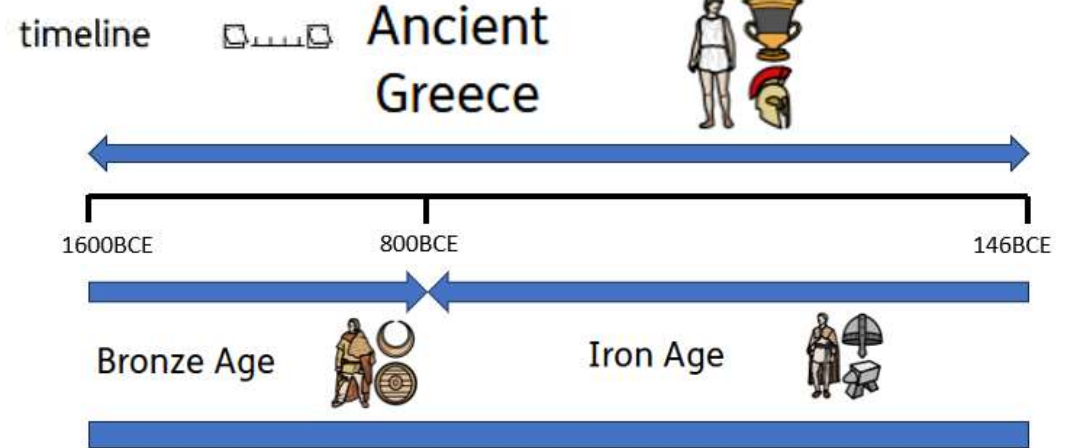 timeline
Ancient
Greece
1600BCE
800BCE
146BCE
Bronze Age
Iron Age